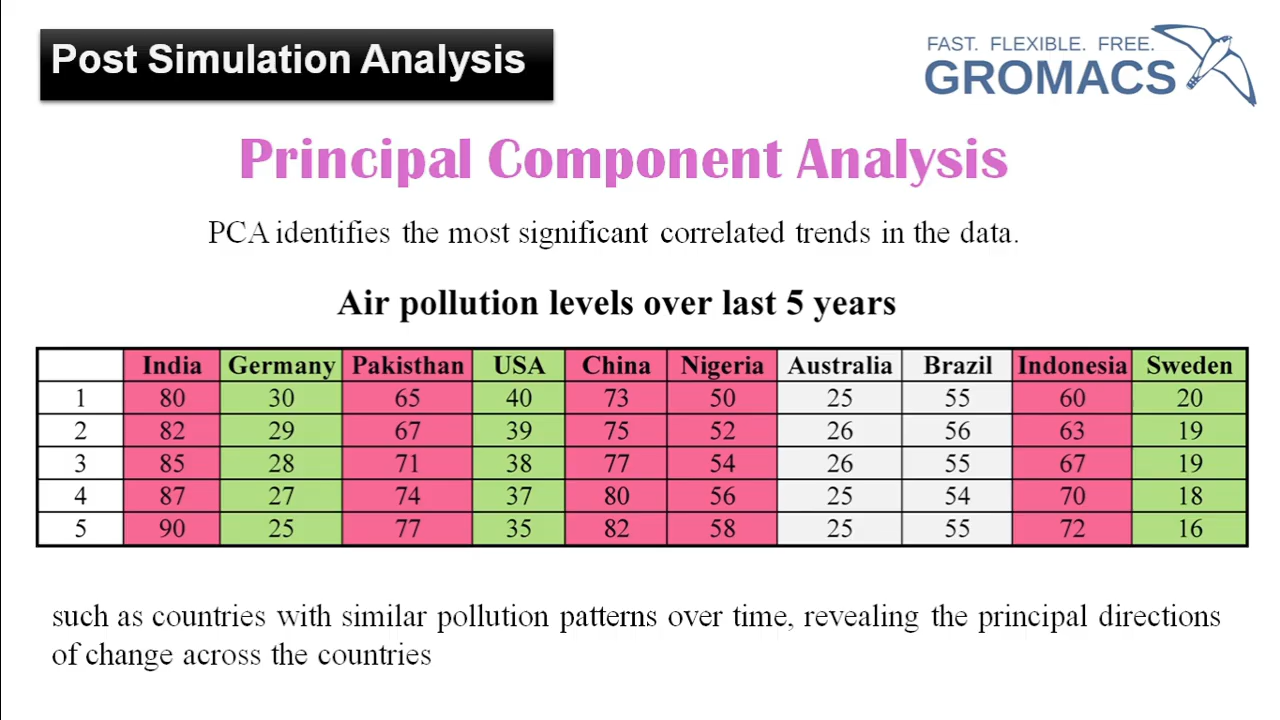 Post Simulation Analysis
FAST. FLEXIBLE. FREE.
GROMACS
Principal Component Analysis
PCA identifies the most significant correlated trends in the data.
Air pollution levels over last 5 years
India Germany Pakisthan USA China Nigeria Australia Brazil Indonesia Sweden
1 80 30 65 40 73 50 25 55 60 20
2 82 29 67 39 75 52 26 56 63 19
3 85 28 71 38 77 54 26 55 67 19
4 87 27 74 37 80 56 25 54 70 18
5 90 25 77 35 82 58 25 55 72 16
such as countries with similar pollution patterns over time, revealing the principal directions
of change across the countries